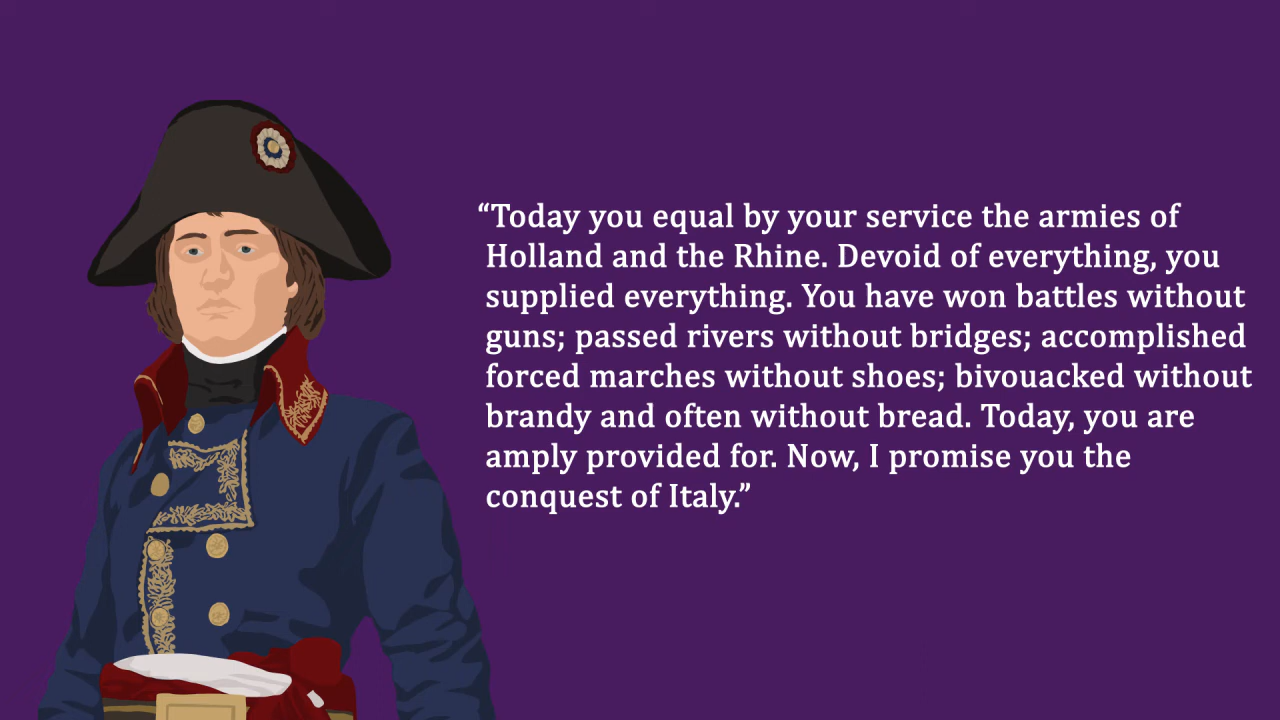 “Today you equal by your service the armies of
Holland and the Rhine. Devoid of everything, you
supplied everything. You have won battles without
guns; passed rivers without bridges; accomplished
forced marches without shoes; bivouacked without
brandy and often without bread. Today, you are
amply provided for. Now, I promise you the
conquest of Italy.”